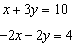 x + 3y = 10
-2x - 2y = 4